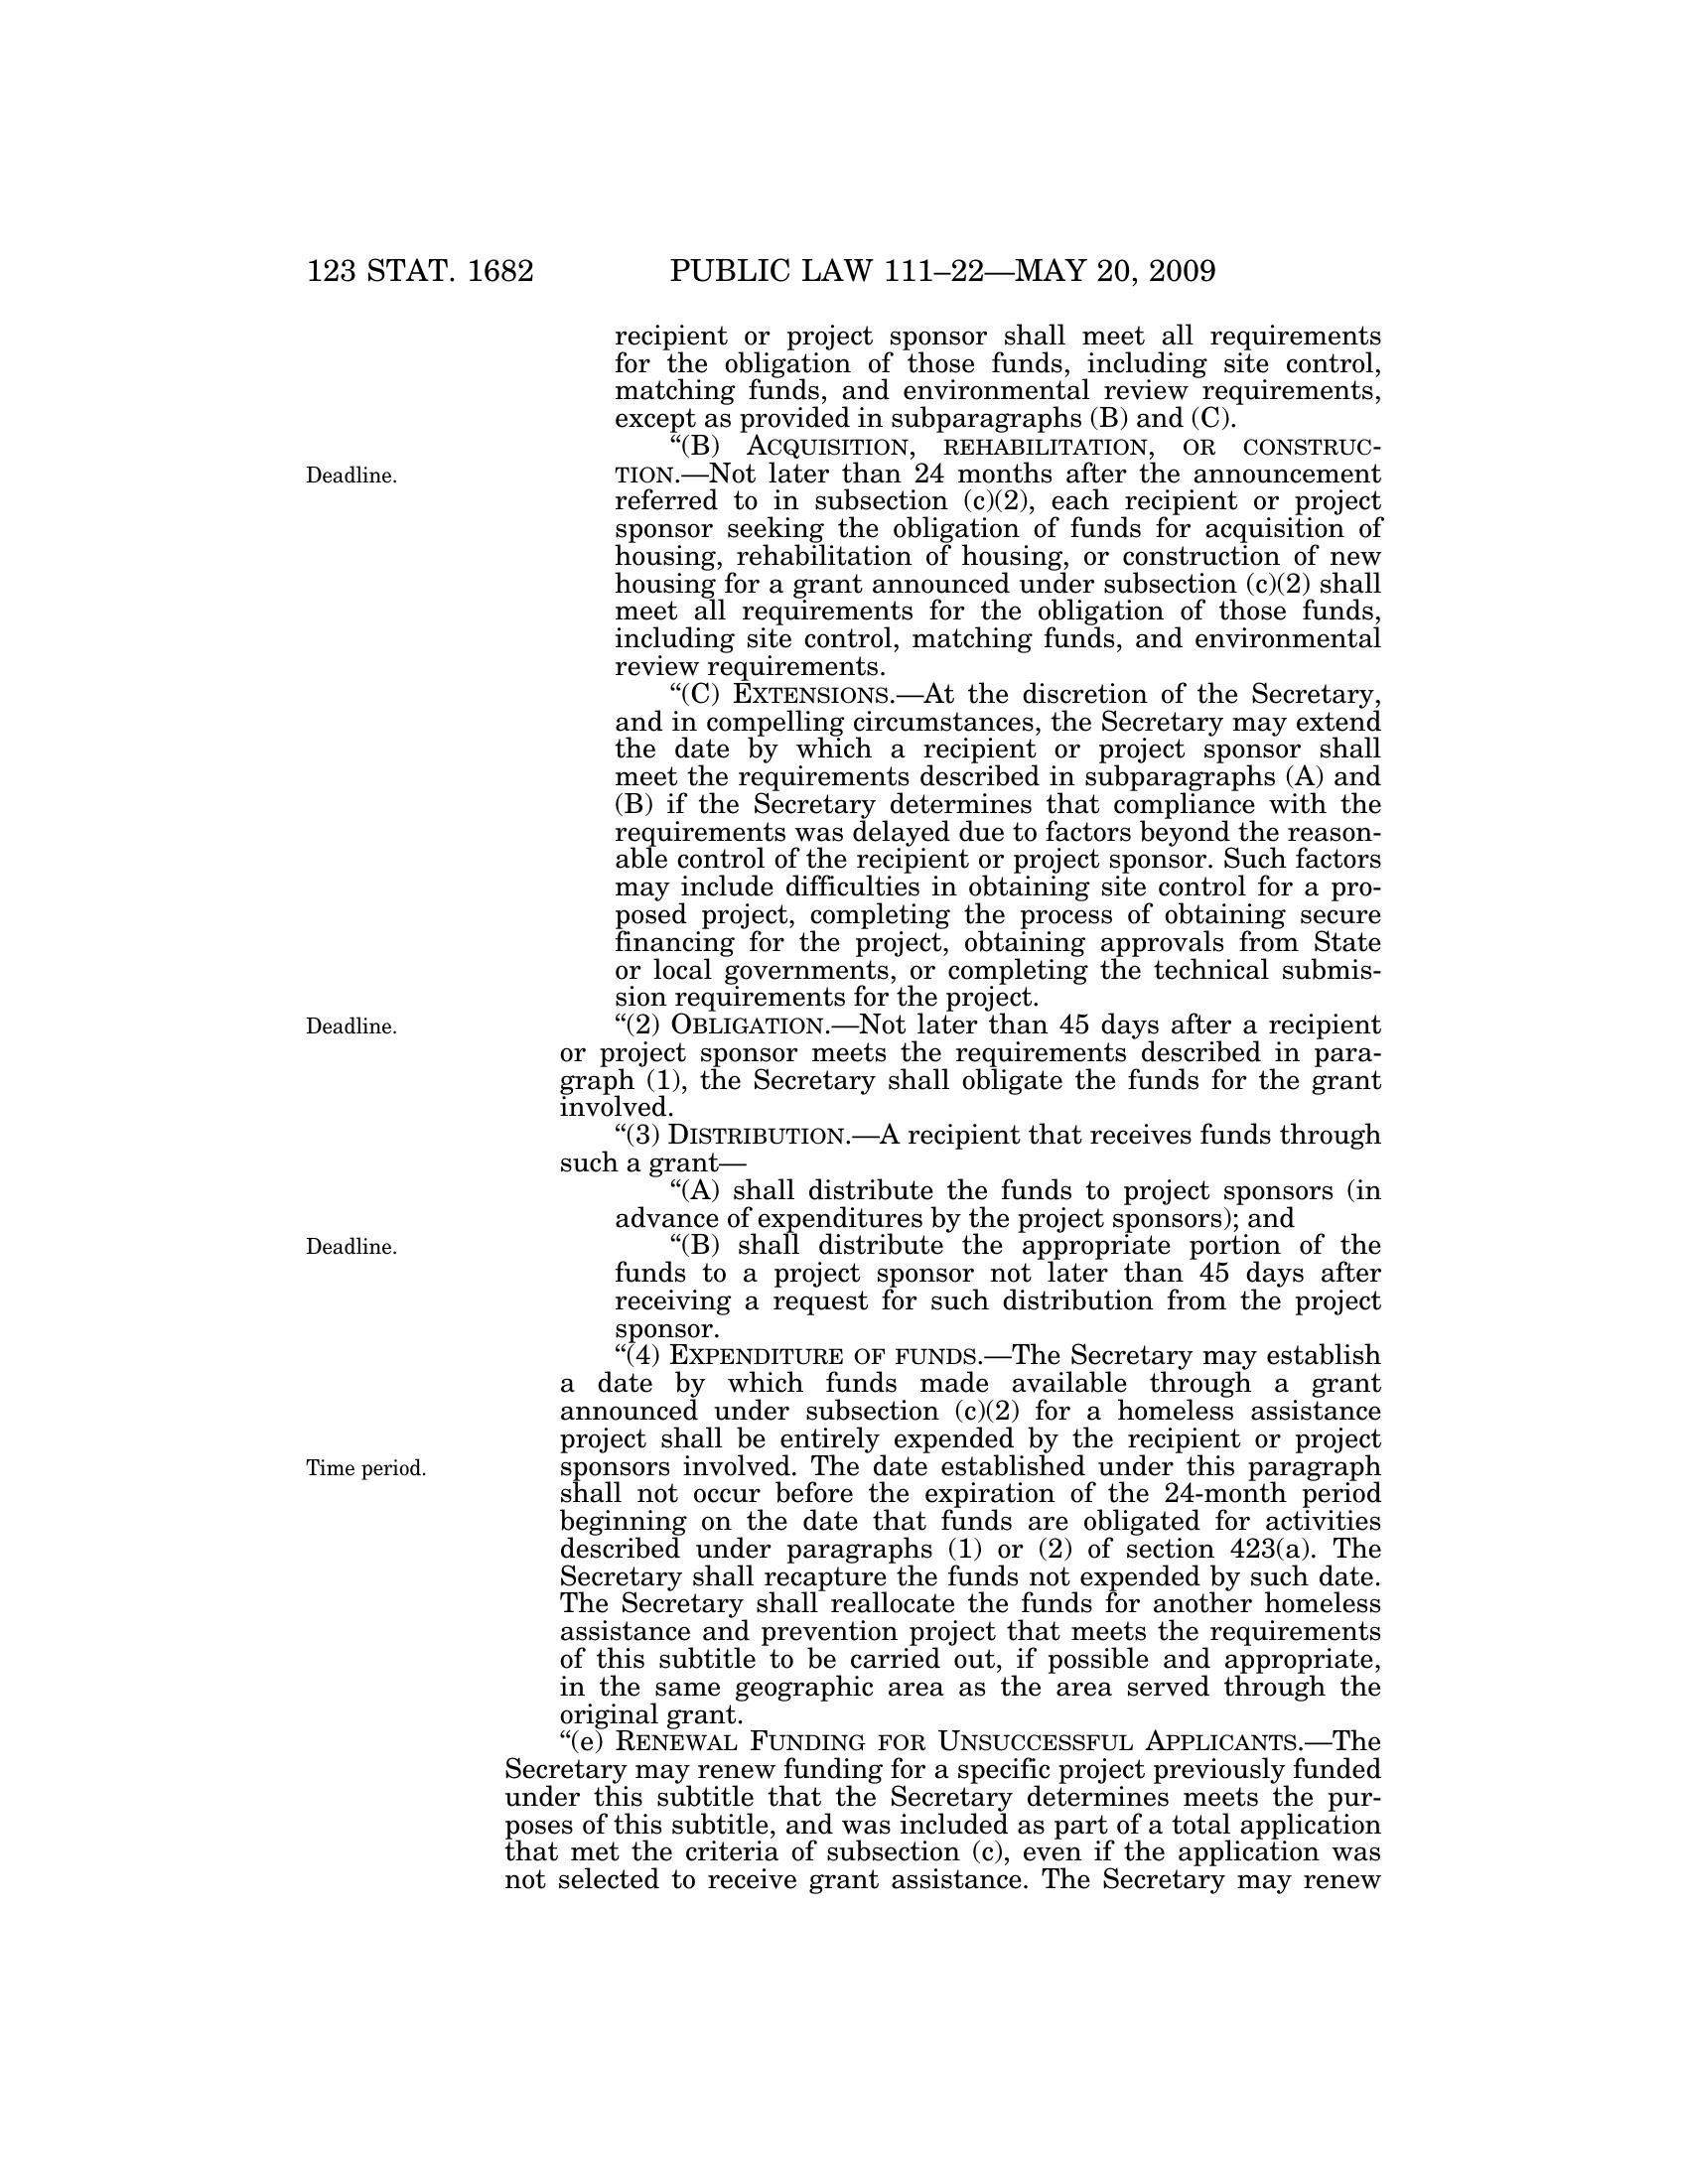 123 STAT. 1682 PUBLIC LAW 111–22—MAY 20, 2009
recipient or project sponsor shall meet all requirements
for the obligation of those funds, including site control,
matching funds, and environmental review requirements,
except as provided in subparagraphs (B) and (C).
“(B) ACQUISITION, REHABILITATION, OR CONSTRUC-
Deadline.
TION.—Not later than 24 months after the announcement
referred to in subsection (c)(2), each recipient or project
sponsor seeking the obligation of funds for acquisition of
housing, rehabilitation of housing, or construction of new
housing for a grant announced under subsection (c)(2) shall
meet all requirements for the obligation of those funds,
including site control, matching funds, and environmental
review requirements.
“(C) EXTENSIONS.—At the discretion of the Secretary,
and in compelling circumstances, the Secretary may extend
the date by which a recipient or project sponsor shall
meet the requirements described in subparagraphs (A) and
(B) if the Secretary determines that compliance with the
requirements was delayed due to factors beyond the reason-
able control of the recipient or project sponsor. Such factors
may include difficulties in obtaining site control for a pro-
posed project, completing the process of obtaining secure
financing for the project, obtaining approvals from State
or local governments, or completing the technical submis-
sion requirements for the project.
Deadline.
“(2) OBLIGATION.—Not later than 45 days after a recipient
or project sponsor meets the requirements described in para-
graph (1), the Secretary shall obligate the funds for the grant
involved.
“(3) DISTRIBUTION.—A recipient that receives funds through
such a grant—
“(A) shall distribute the funds to project sponsors (in
advance of expenditures by the project sponsors); and
Deadline.
“(B) shall distribute the appropriate portion of the
funds to a project sponsor not later than 45 days after
receiving a request for such distribution from the project
sponsor.
“(4) EXPENDITURE OF FUNDS.—The Secretary may establish
a date by which funds made available through a grant
announced under subsection (c)(2) for a homeless assistance
project shall be entirely expended by the recipient or project
Time period.
sponsors involved. The date established under this paragraph
shall not occur before the expiration of the 24-month period
beginning on the date that funds are obligated for activities
described under paragraphs (1) or (2) of section 423(a). The
Secretary shall recapture the funds not expended by such date.
The Secretary shall reallocate the funds for another homeless
assistance and prevention project that meets the requirements
of this subtitle to be carried out, if possible and appropriate,
in the same geographic area as the area served through the
original grant.
“(e) RENEWAL FUNDING FOR UNSUCCESSFUL APPLICANTS.—The
Secretary may renew funding for a specific project previously funded
under this subtitle that the Secretary determines meets the pur-
poses of this subtitle, and was included as part of a total application
that met the criteria of subsection (c), even if the application was
not selected to receive grant assistance. The Secretary may renew